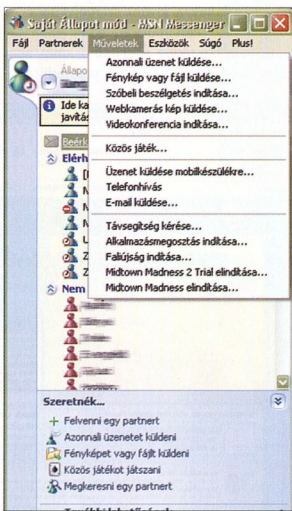 Saját Állapot mód - MSN Messenger
Fájl Partnerek Műveletek Eszközök Súgó Plus!
Azonnali üzenet küldése...
Fénykép vagy fájl küldése...
Szóbeli beszélgetés indítása...
Webkamerás kép küldése...
Videokonferencia indítása...
Közös játék...
Üzenet küldése mobilkészülékre...
Telefonhívás
E-mail küldése...
Távsegítség kérése...
Alkalmazásmegosztás indítása...
Faliújság indítása...
Midtown Madness 2 Trial elindítása...
Midtown Madness elindítása...
Állapo
Ide ka
javítás
Beérk
Elérh
[
N
N
N
U
Z
Z
Nem
Szeretnék...
Felvenni egy partnert
Azonnali üzenetet küldeni
Fényképet vagy fájlt küldeni
Közös játékot játszani
Megkeresni egy partnert